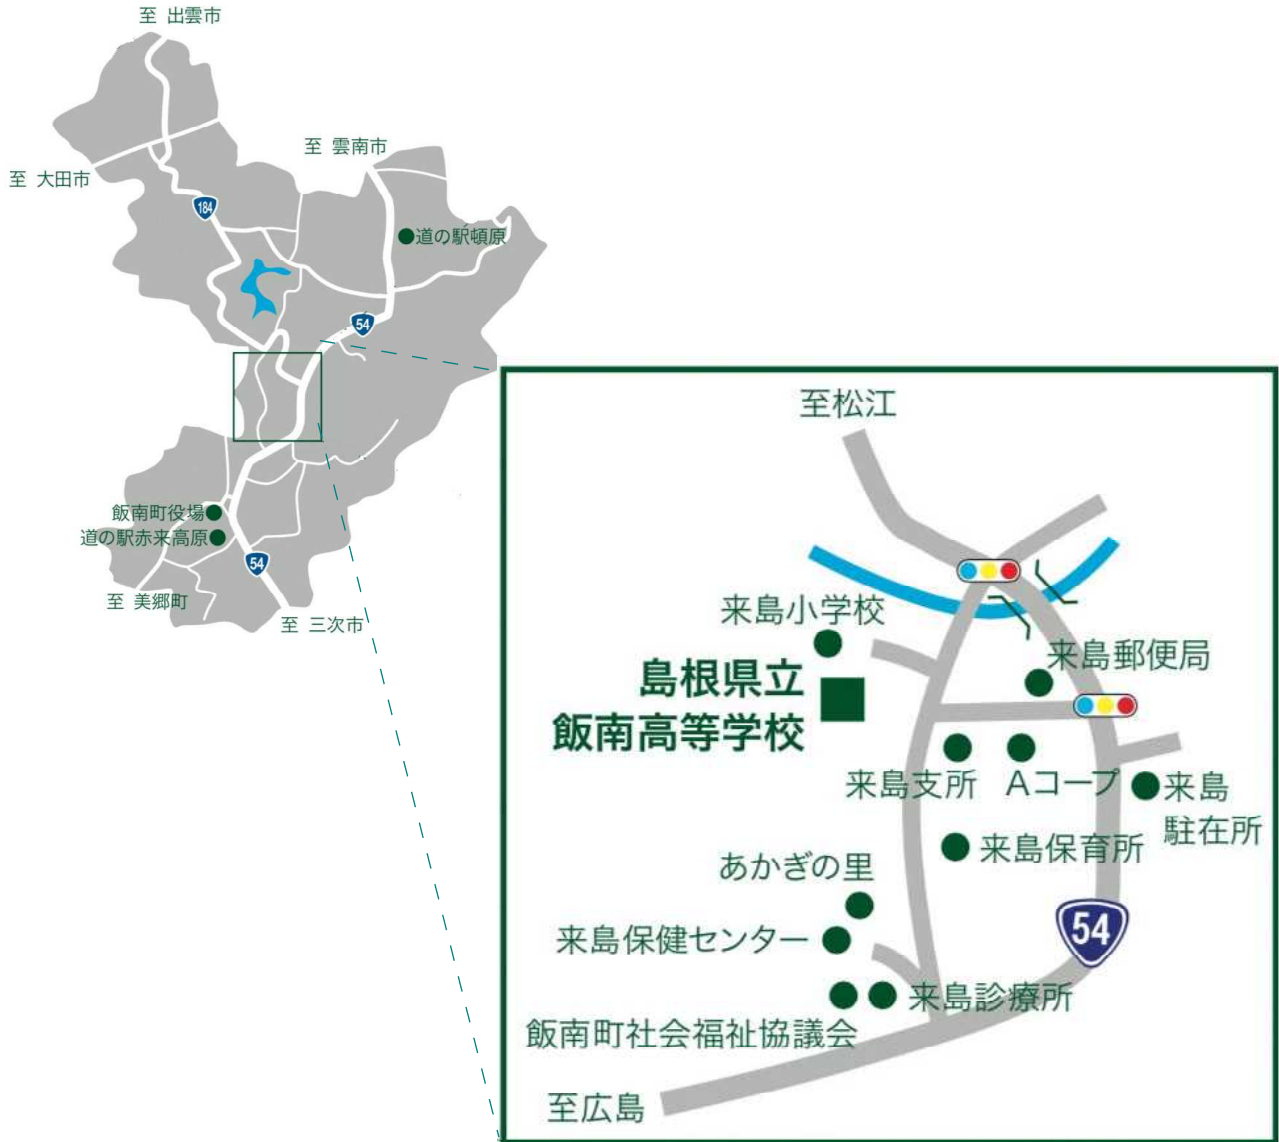 至 出雲市
至 雲南市
至 大田市
184
道の駅頓原
54
飯南町役場
道の駅赤来高原
54
至 美郷町
至 三次市
至松江
来島小学校
島根県立
飯南高等学校
来島郵便局
来島支所
Aコープ
来島
駐在所
来島保育所
あかぎの里
54
来島保健センター
来島診療所
飯南町社会福祉協議会
至広島